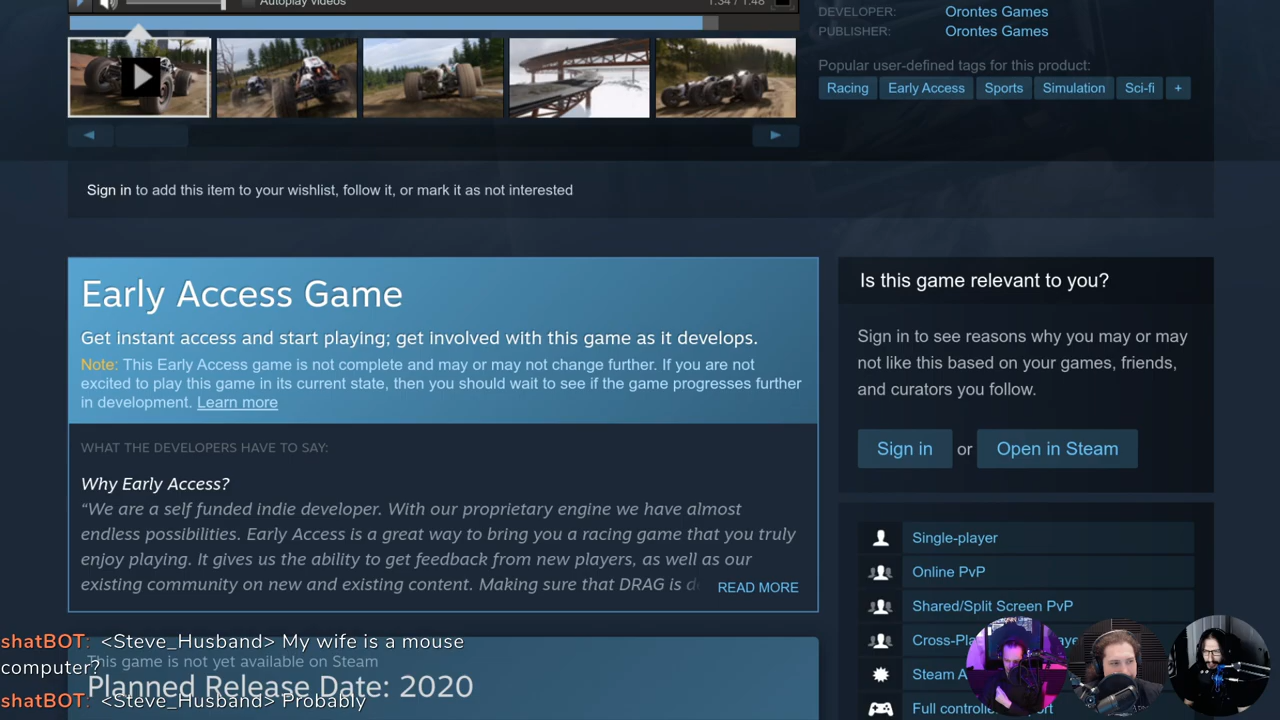 Autoplay videos
1:34 / 1:48
DEVELOPER: Orontes Games
PUBLISHER: Orontes Games
Popular user-defined tags for this product:
Racing Early Access Sports Simulation Sci-fi +
Sign in to add this item to your wishlist, follow it, or mark it as not interested
Early Access Game
Get instant access and start playing; get involved with this game as it develops.
Note: This Early Access game is not complete and may or may not change further. If you are not
excited to play this game in its current state, then you should wait to see if the game progresses further
in development. Learn more
WHAT THE DEVELOPERS HAVE TO SAY:
Why Early Access?
“We are a self funded indie developer. With our proprietary engine we have almost
endless possibilities. Early Access is a great way to bring you a racing game that you truly
enjoy playing. It gives us the ability to get feedback from new players, as well as our
existing community on new and existing content. Making sure that DRAG is
READ MORE
Is this game relevant to you?
Sign in to see reasons why you may or may
not like this based on your games, friends,
and curators you follow.
Sign in or Open in Steam
Single-player
Online PvP
Shared/Split Screen PvP
Cross-Pla
Steam A
Full controlle
shatBOT: <Steve_Husband> My wife is a mouse
computer?
This game is not yet available on Steam
Planned Release Date: 2020
shatBOT: <Steve_Husband> Probably